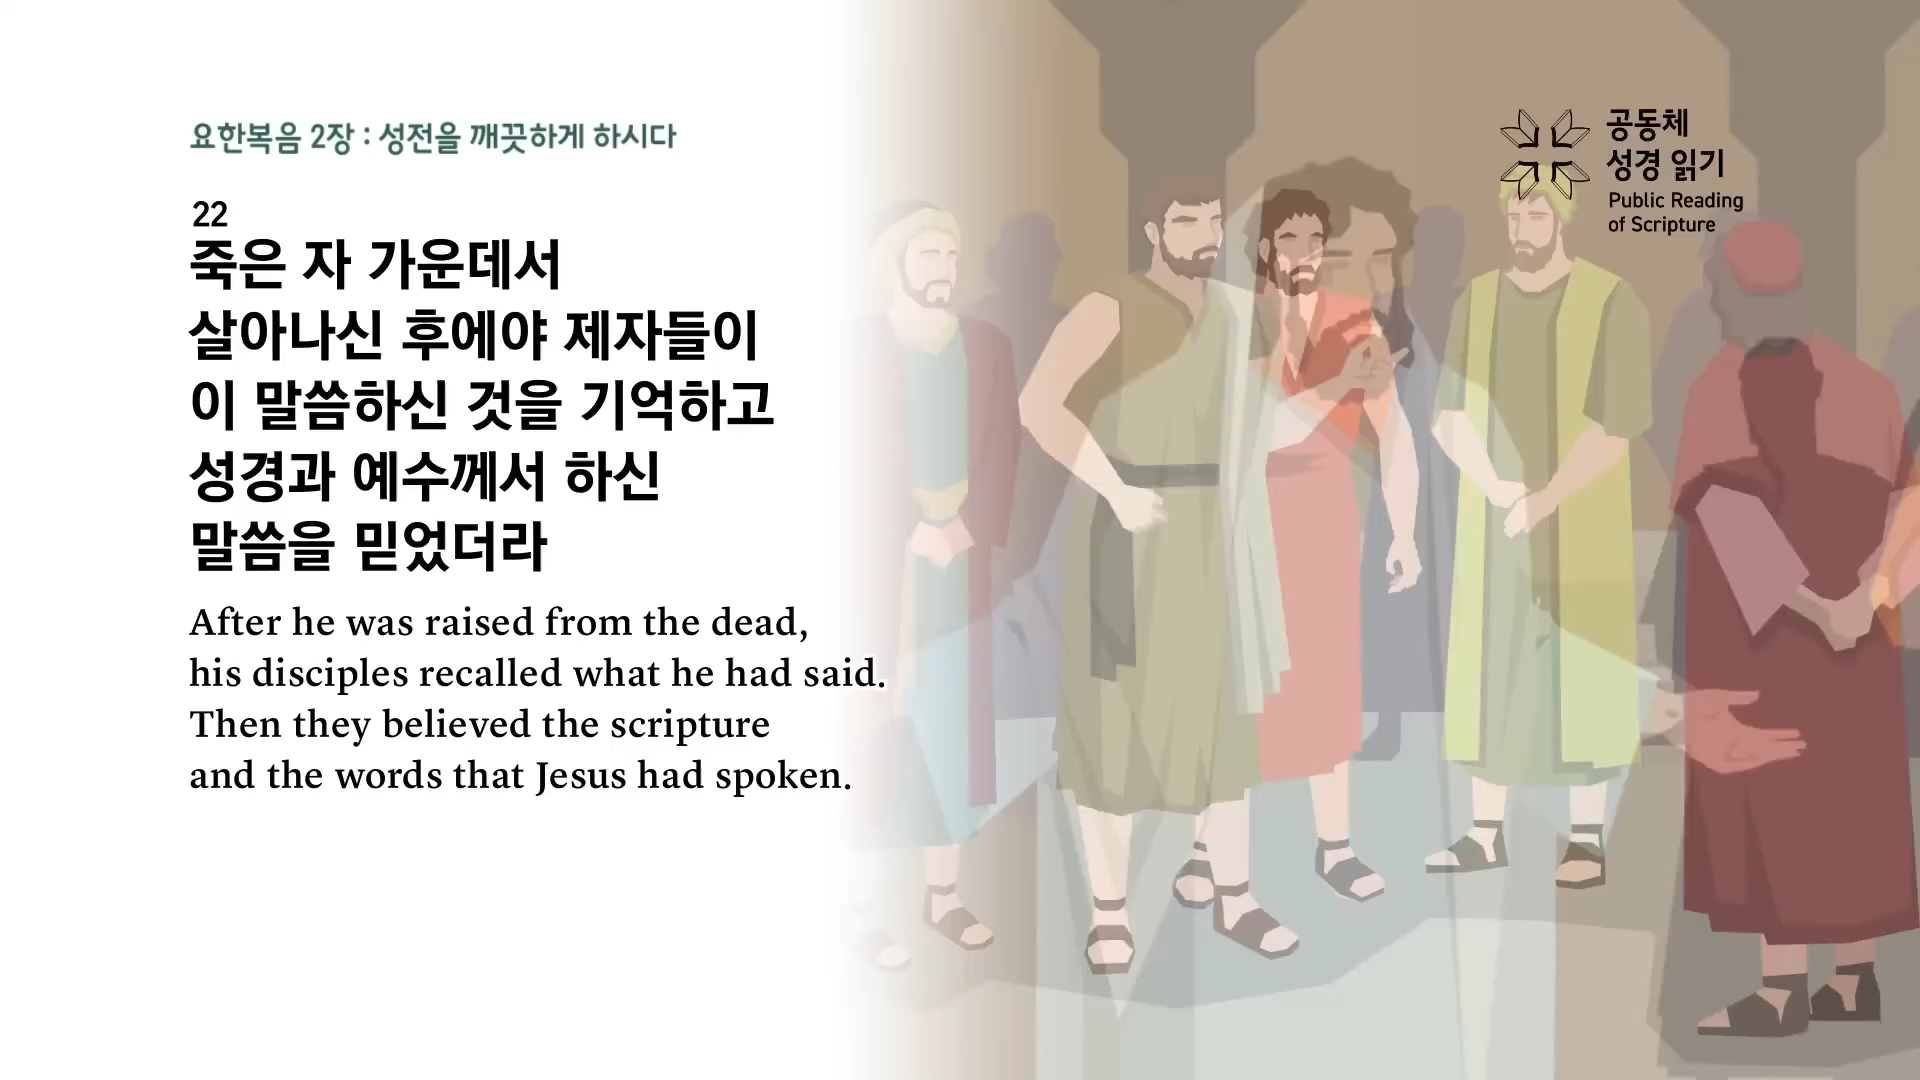 요한복음 2장 : 성전을 깨끗하게 하시다
22
죽은 자 가운데서
살아나신 후에야 제자들이
이 말씀하신 것을 기억하고
성경과 예수께서 하신
말씀을 믿었더라
After he was raised from the dead,
his disciples recalled what he had said.
Then they believed the scripture
and the words that Jesus had spoken.
공동체
성경 읽기
Public Reading
of Scripture